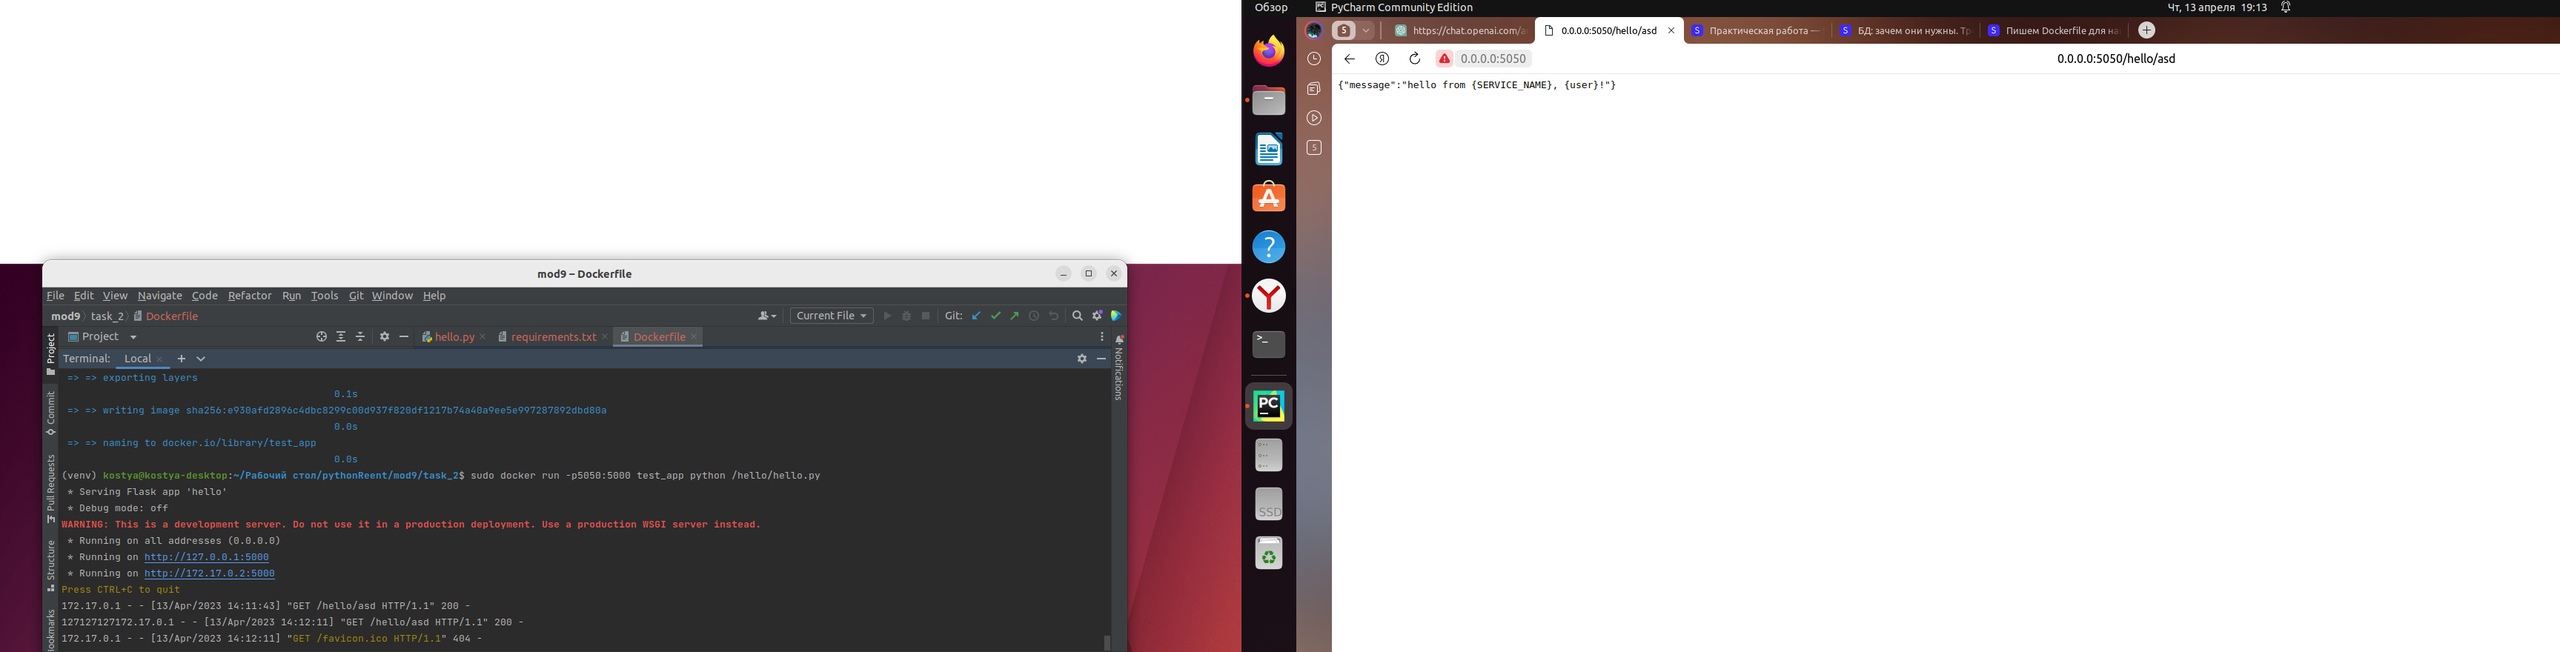 mod9 – Dockerfile
File Edit View Navigate Code Refactor Run Tools Git Window Help
mod9 task_2 Dockerfile Current File Git:
Project hello.py requirements.txt Dockerfile
Terminal: Local
=> => exporting layers
0.1s
=> => writing image sha256:e930afd2896c4dbc8299c00d937f820df1217b74a40a9ee5e997287892dbd80a
0.0s
=> => naming to docker.io/library/test_app
0.0s
(venv) kostya@kostya-desktop:~/Рабочий стол/pythonReent/mod9/task_2$ sudo docker run -p5050:5000 test_app python /hello/hello.py
* Serving Flask app 'hello'
* Debug mode: off
WARNING: This is a development server. Do not use it in a production deployment. Use a production WSGI server instead.
* Running on all addresses (0.0.0.0)
* Running on http://127.0.0.1:5000
* Running on http://172.17.0.2:5000
Press CTRL+C to quit
172.17.0.1 - - [13/Apr/2023 14:11:43] "GET /hello/asd HTTP/1.1" 200 -
127127127172.17.0.1 - - [13/Apr/2023 14:12:11] "GET /hello/asd HTTP/1.1" 200 -
172.17.0.1 - - [13/Apr/2023 14:12:11] "GET /favicon.ico HTTP/1.1" 404 -
Project
Commit
Pull Requests
Structure
Notifications
Обзор PyCharm Community Edition Чт, 13 апреля 19:13
5 https://chat.openai.com/ 0.0.0.0:5050/hello/asd Практическая работа — БД: зачем они нужны. Пишем Dockerfile для
0.0.0.0:5050 0.0.0.0:5050/hello/asd
{"message":"hello from {SERVICE_NAME}, {user}!"}
5
PC
SSD